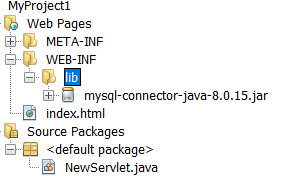 MyProject1
Web Pages
META-INF
WEB-INF
lib
mysql-connector-java-8.0.15.jar
index.html
Source Packages
<default package>
NewServlet.java